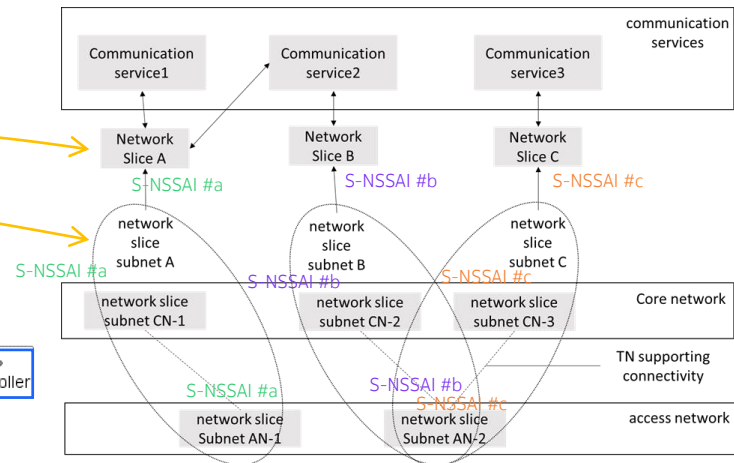 communication
services
Communication
service1
Communication
service2
Communication
service3
Network
Slice A
Network
Slice B
Network
Slice C
S-NSSAI #a
S-NSSAI #b
S-NSSAI #c
network
slice
subnet A
network
slice
subnet B
network
slice
subnet C
S-NSSAI #a
S-NSSAI #b
S-NSSAI #c
network slice
subnet CN-1
network slice
subnet CN-2
network slice
subnet CN-3
Core network
TN supporting
connectivity
oller
S-NSSAI #a
S-NSSAI #b
S-NSSAI #c
network slice
Subnet AN-1
network slice
Subnet AN-2
access network